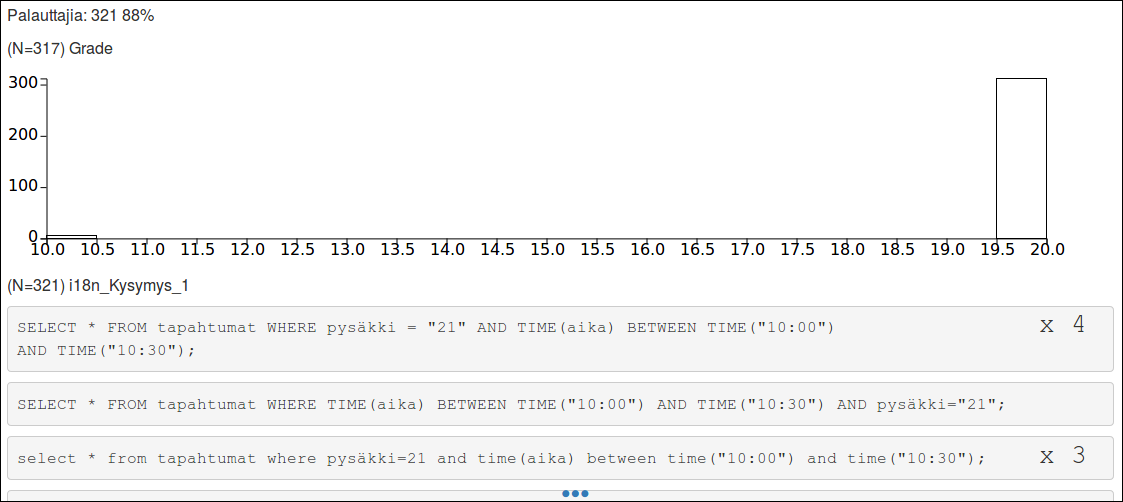 Palauttajia: 321 88%
(N=317) Grade
300
200
100
0
10.0 10.5 11.0 11.5 12.0 12.5 13.0 13.5 14.0 14.5 15.0 15.5 16.0 16.5 17.0 17.5 18.0 18.5 19.0 19.5 20.0
(N=321) i18n_Kysymys_1
SELECT * FROM tapahtumat WHERE pysäkki = "21" AND TIME(aika) BETWEEN TIME("10:00") x 4
AND TIME("10:30");
SELECT * FROM tapahtumat WHERE TIME(aika) BETWEEN TIME("10:00") AND TIME("10:30") AND pysäkki="21";
select * from tapahtumat where pysäkki=21 and time(aika) between time("10:00") and time("10:30"); x 3